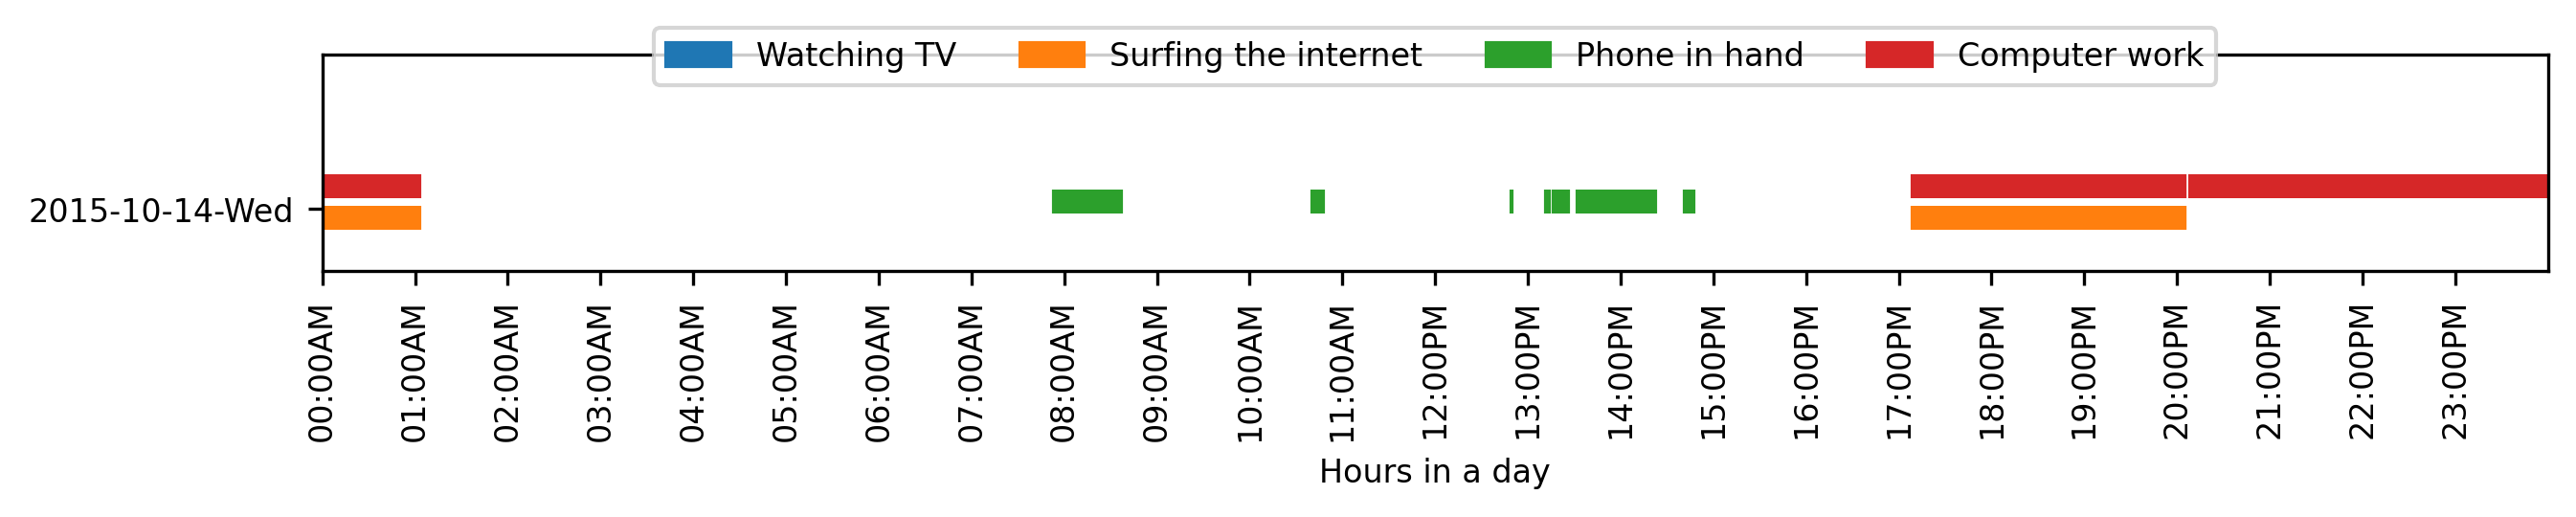 Watching TV Surfing the internet Phone in hand Computer work
2015-10-14-Wed
00:00AM 01:00AM 02:00AM 03:00AM 04:00AM 05:00AM 06:00AM 07:00AM 08:00AM 09:00AM 10:00AM 11:00AM 12:00PM 13:00PM 14:00PM 15:00PM 16:00PM 17:00PM 18:00PM 19:00PM 20:00PM 21:00PM 22:00PM 23:00PM
Hours in a day